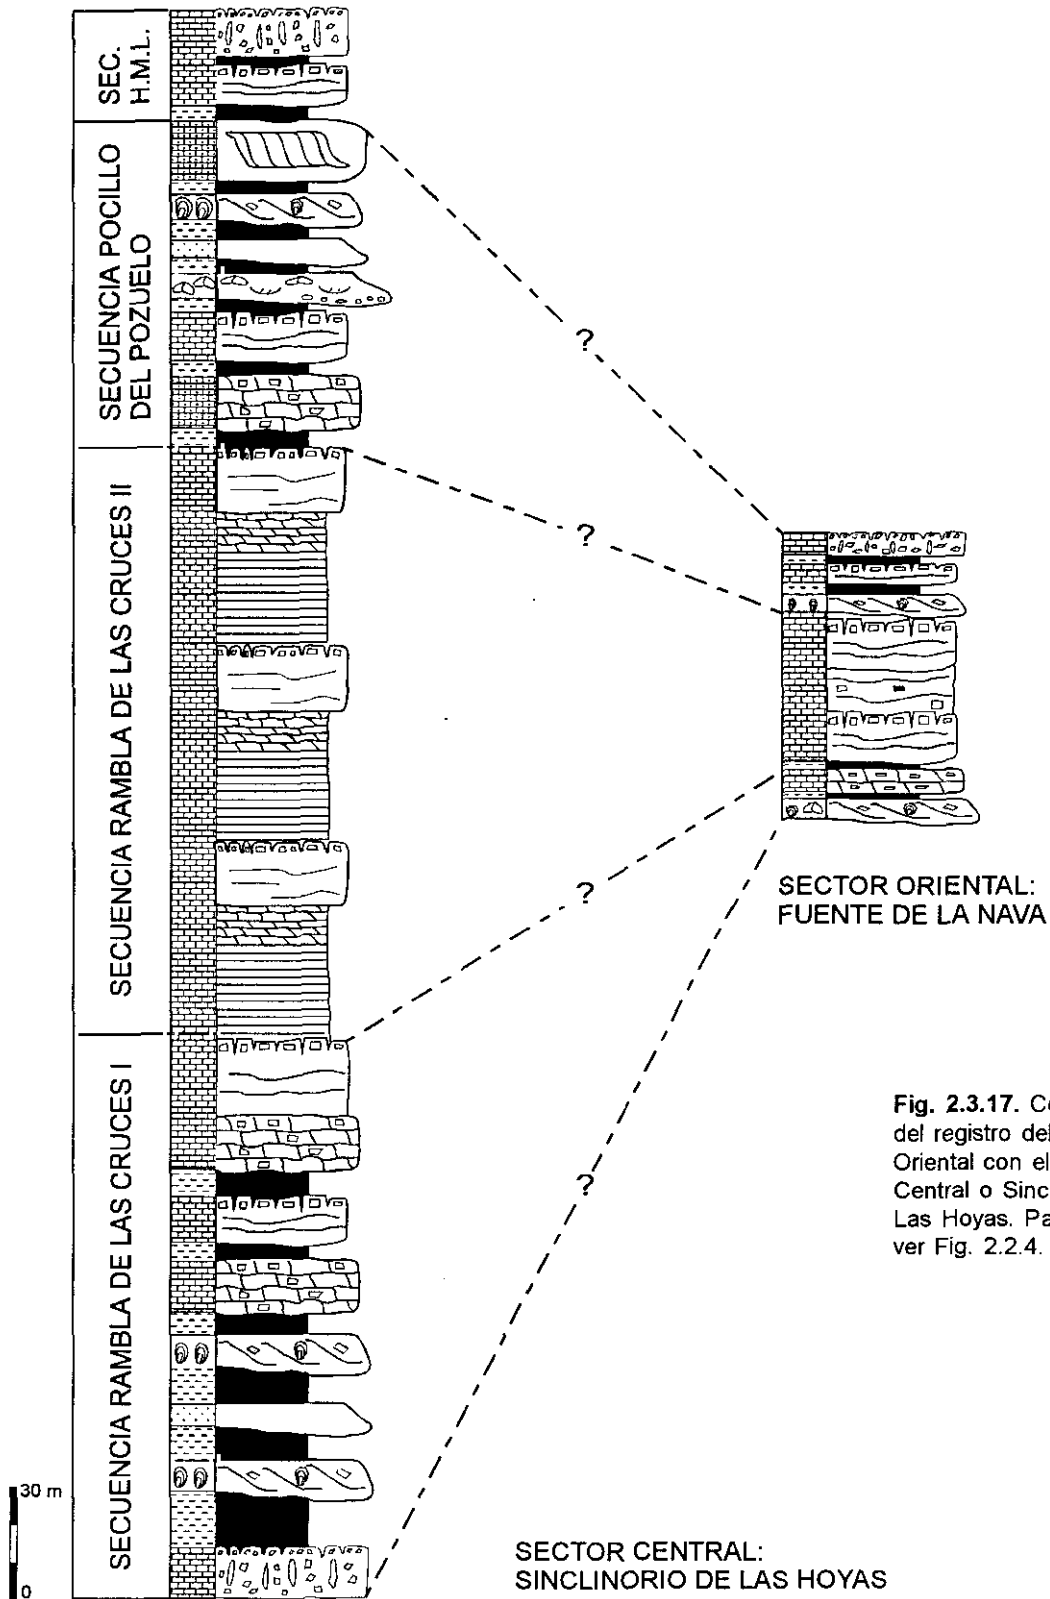 SEC.
H.M.L.
SECUENCIA POCILLO
DEL POZUELO
SECUENCIA RAMBLA DE LAS CRUCES II
SECUENCIA RAMBLA DE LAS CRUCES I
?
?
?
?
SECTOR ORIENTAL:
FUENTE DE LA NAVA
Fig. 2.3.17. C
del registro del
Oriental con el
Central o Sinc
Las Hoyas. Pa
ver Fig. 2.2.4.
30 m
0
SECTOR CENTRAL:
SINCLINORIO DE LAS HOYAS